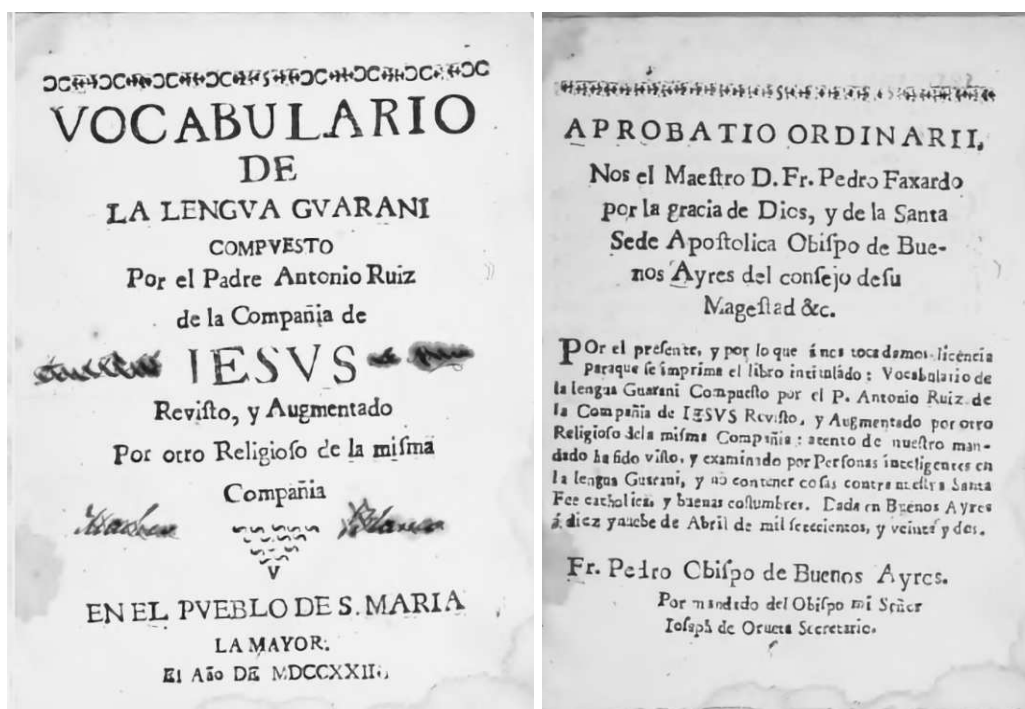 VOCABULARIO
DE
LA LENGVA GVARANI
COMPVESTO
Por el Padre Antonio Ruiz
de la Compañia de
IESVS
Reviſto, y Augmentado
Por otro Religioſo de la miſma
Compañia
Blanco
V
EN EL PVEBLO DE S. MARIA
LA MAYOR.
El Año DE MDCCXXII.
APROBATIO ORDINARII.
Nos el Maeſtro D. Fr. Pedro Faxardo
por la gracia de Dios, y de la Santa
Sede Apoſtolica Obiſpo de Bue-
nos Ayres del conſejo deſu
Mageſtad &c.
POr el preſente, y por lo que á nos toca damos licencia
paraque ſe imprima el libro intitulado: Vocabulario de
la lengua Guarani Compueſto por el P. Antonio Ruiz de
la Compañia de IESVS Reviſto, y Augmentado por otro
Religioſo dela miſma Compañia: atento de nueſtro man-
dado ha ſido viſto, y examinado por Perſonas inteligentes en
la lengua Guarani, y no contener coſas contra nueſtra Santa
Fee catholica, y buenas coſtumbres. Dada en Buenos Ayres
á diez ynuebe de Abril de mil ſetecientos, y veinte y dos.
Fr. Pedro Obiſpo de Buenos Ayres.
Por mandado del Obiſpo mi Señor
Ioſeph de Orueta Secretario.